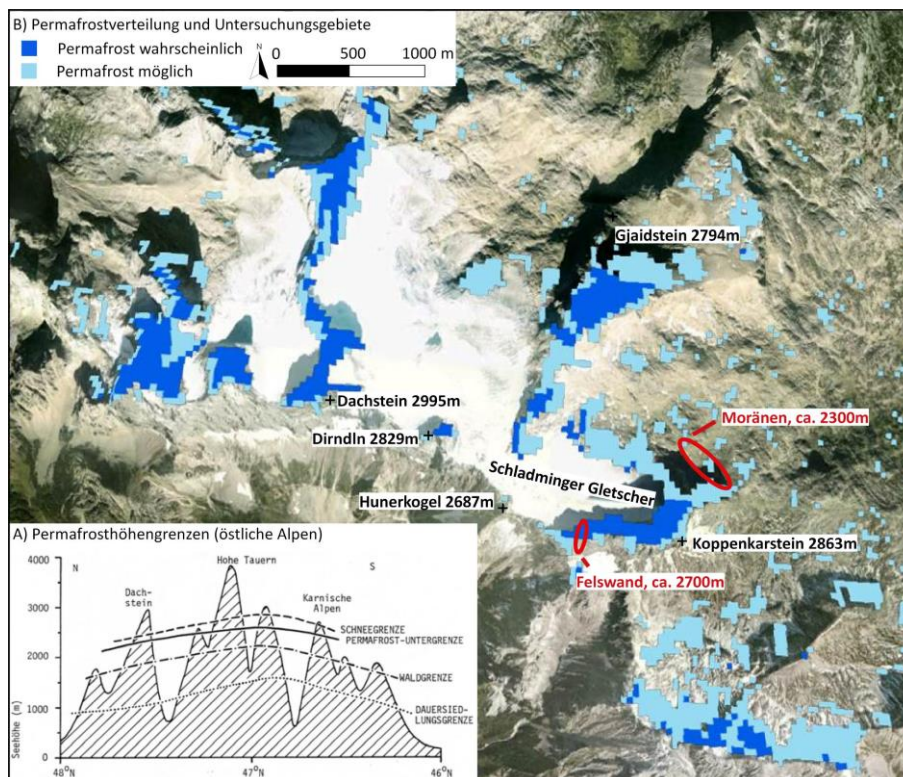 B) Permafrostverteilung und Untersuchungsgebiete
Permafrost wahrscheinlich
Permafrost möglich
N
0 500 1000 m
Gjaidstein 2794m
Moränen, ca. 2300m
Dachstein 2995m
Dirndln 2829m
Schladminger Gletscher
Hunerkogel 2687m
Koppenkarstein 2863m
Felswand, ca. 2700m
A) Permafrosthöhengrenzen (östliche Alpen)
4000
3000
2000
1000
0
Seehöhe (m)
N
S
Dach-
stein
Hohe Tauern
Karnische
Alpen
SCHNEEGRENZE
PERMAFROST-UNTERGRENZE
WALDGRENZE
DAUERSIED-
LUNGSGRENZE
48°N
47°N
46°N